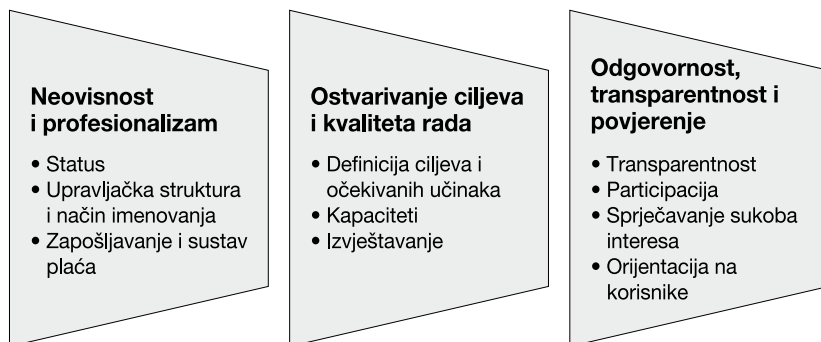 Neovisnost
i profesionalizam
• Status
• Upravljačka struktura
i način imenovanja
• Zapošljavanje i sustav
plaća
Ostvarivanje ciljeva
i kvaliteta rada
• Definicija ciljeva i
očekivanih učinaka
• Kapaciteti
• Izvještavanje
Odgovornost,
transparentnost i
povjerenje
• Transparentnost
• Participacija
• Sprječavanje sukoba
interesa
• Orijentacija na
korisnike